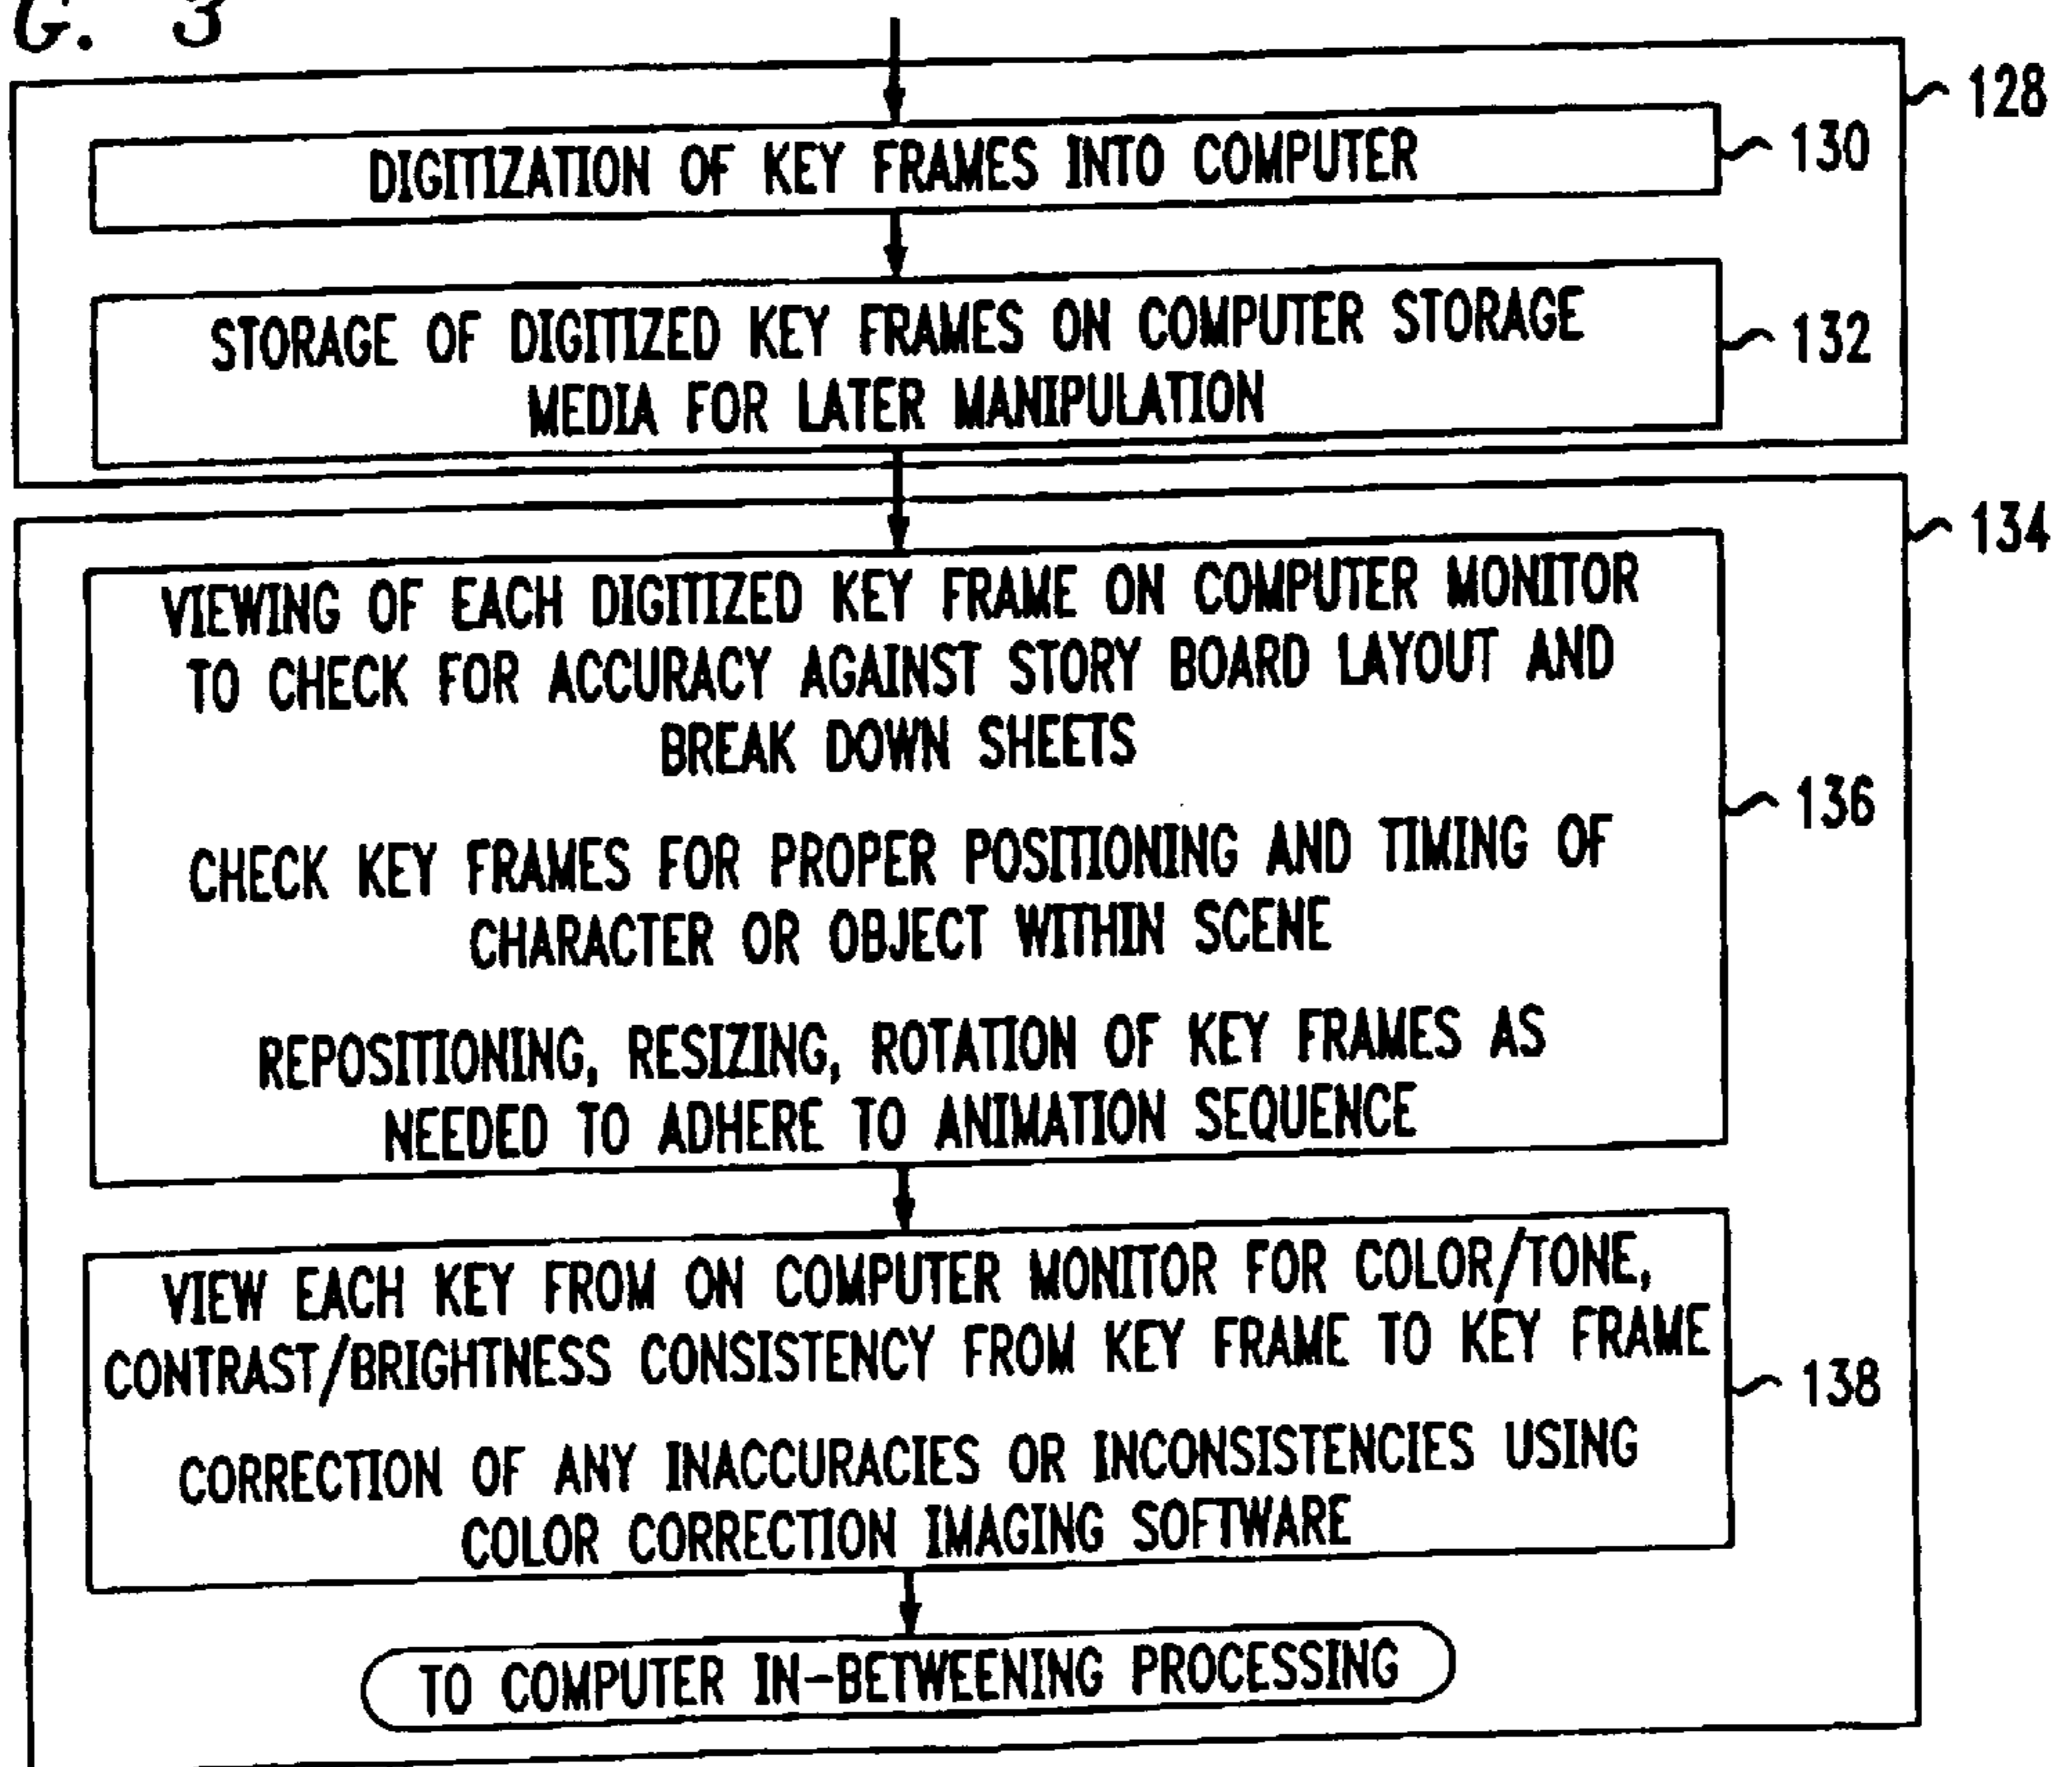 G. 3
128
DIGITIZATION OF KEY FRAMES INTO COMPUTER
130
STORAGE OF DIGITIZED KEY FRAMES ON COMPUTER STORAGE
MEDIA FOR LATER MANIPULATION
132
134
VIEWING OF EACH DIGITIZED KEY FRAME ON COMPUTER MONITOR
TO CHECK FOR ACCURACY AGAINST STORY BOARD LAYOUT AND
BREAK DOWN SHEETS
136
CHECK KEY FRAMES FOR PROPER POSITIONING AND TIMING OF
CHARACTER OR OBJECT WITHIN SCENE
REPOSITIONING, RESIZING, ROTATION OF KEY FRAMES AS
NEEDED TO ADHERE TO ANIMATION SEQUENCE
VIEW EACH KEY FROM ON COMPUTER MONITOR FOR COLOR/TONE,
CONTRAST/BRIGHTNESS CONSISTENCY FROM KEY FRAME TO KEY FRAME
138
CORRECTION OF ANY INACCURACIES OR INCONSISTENCIES USING
COLOR CORRECTION IMAGING SOFTWARE
TO COMPUTER IN-BETWEENING PROCESSING